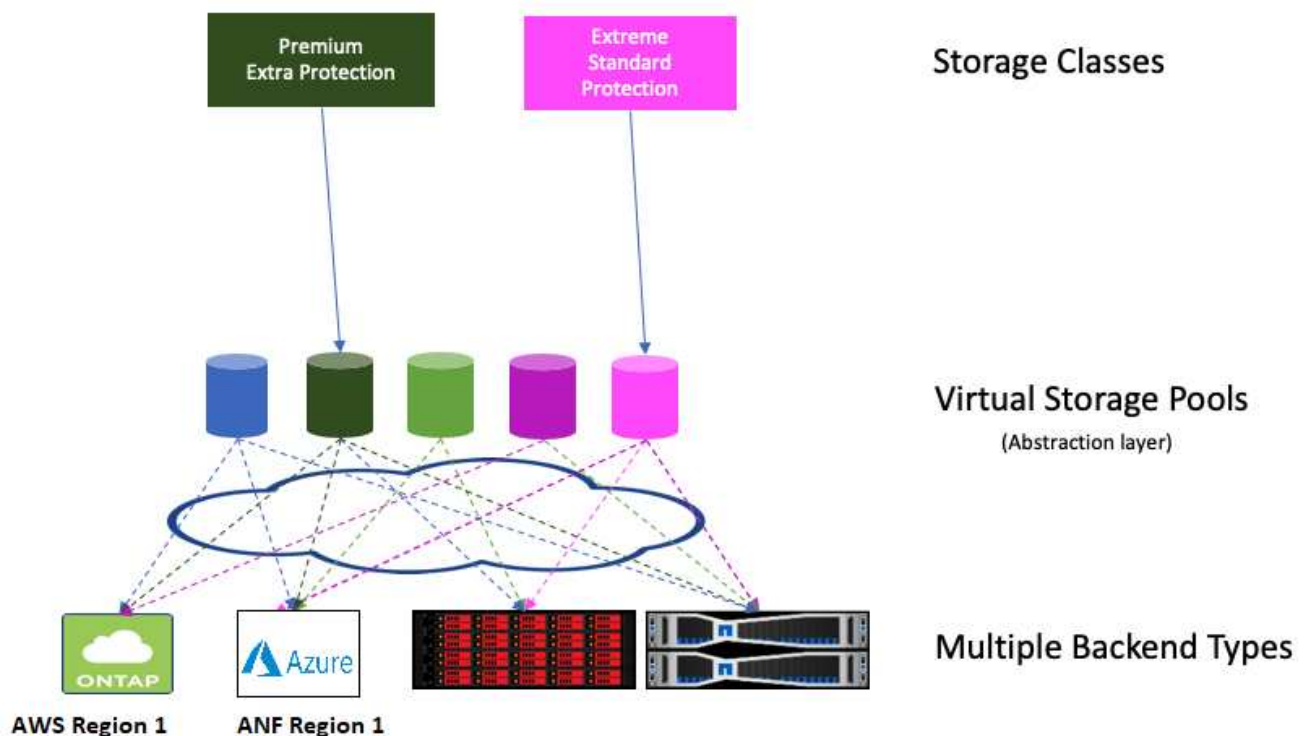 Premium
Extra Protection
Extreme
Standard
Protection
Storage Classes
Virtual Storage Pools
(Abstraction layer)
ONTAP
Azure
Multiple Backend Types
AWS Region 1
ANF Region 1